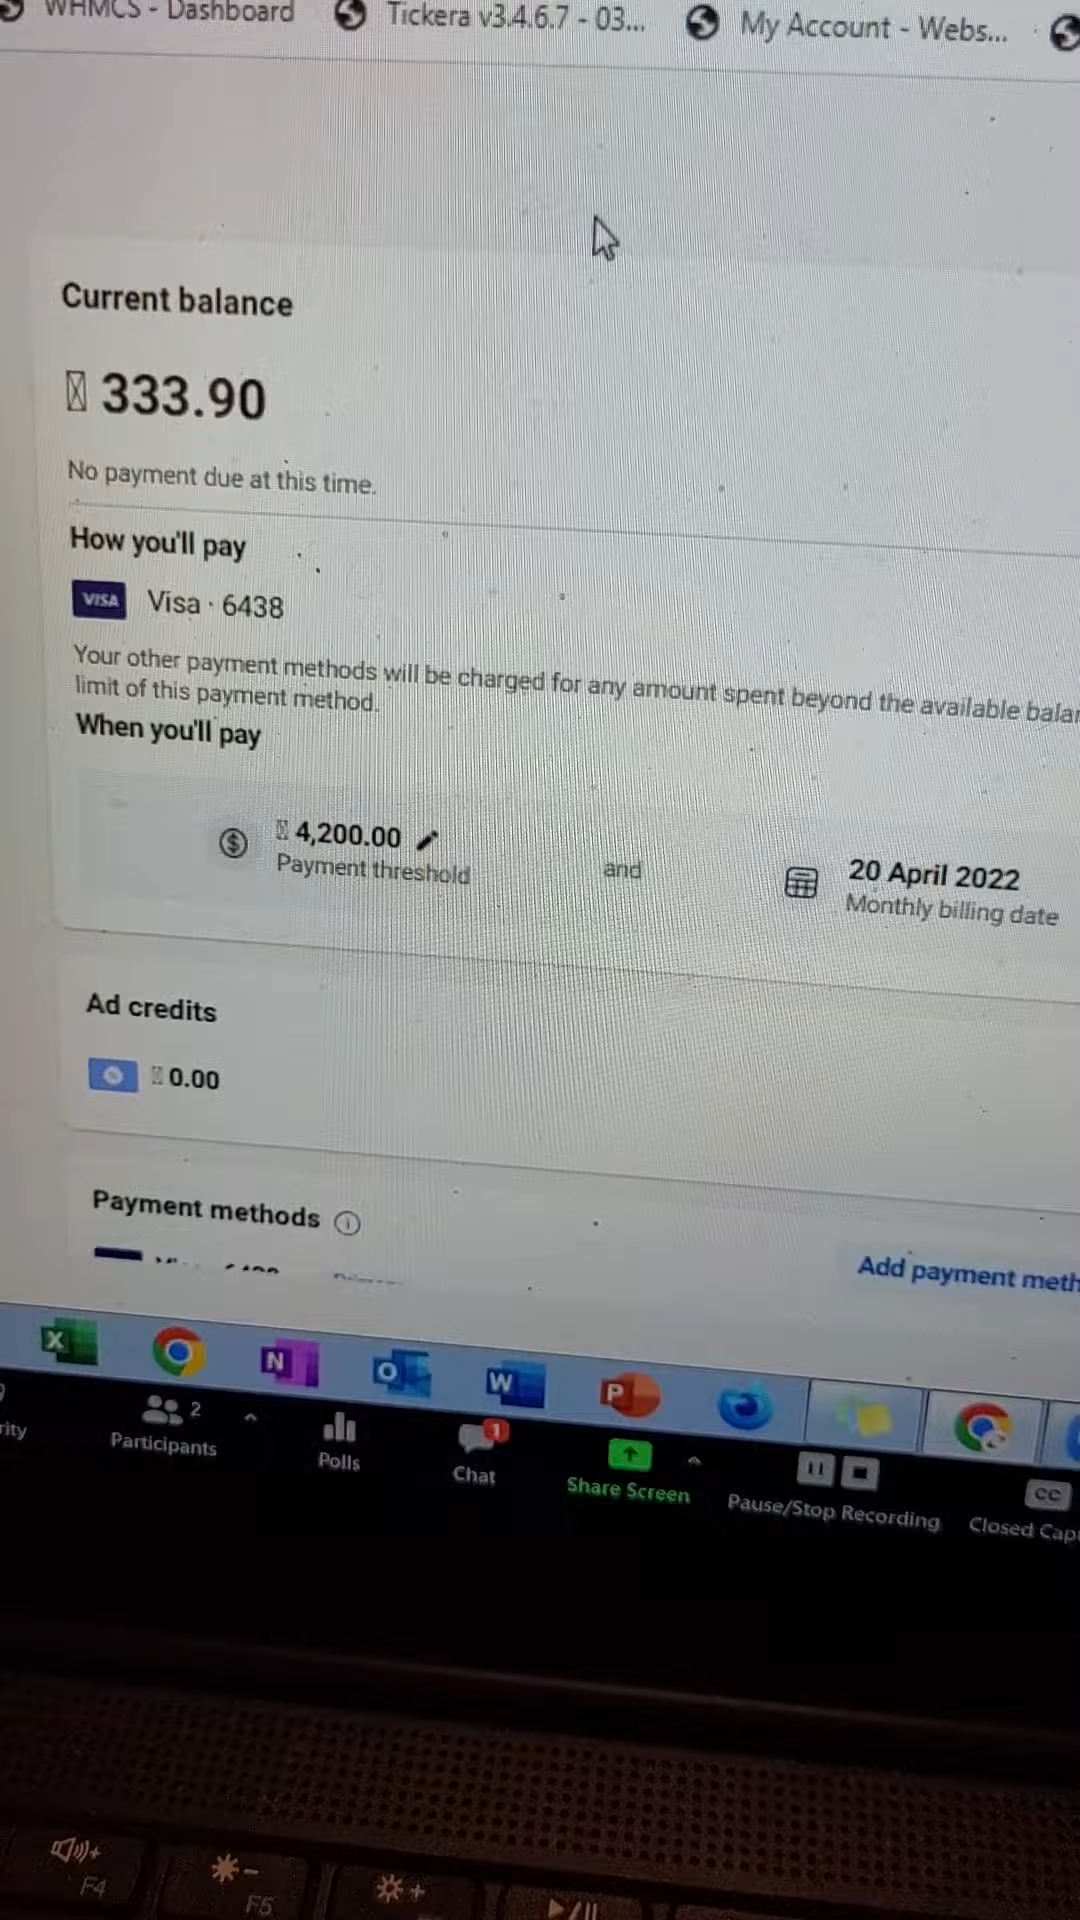 WHMCS - Dashboard
Tickera v3.4.6.7 - 03...
My Account - Webs...
Current balance
333.90
No payment due at this time.
How you'll pay
VISA Visa · 6438
Your other payment methods will be charged for any amount spent beyond the available
limit of this payment method.
When you'll pay
4,200.00
Payment threshold
and
20 April 2022
Monthly billing date
Ad credits
0.00
Payment methods
Add payment
X
N
O
W
P
2
Participants
Polls
1
Chat
Share Screen
Pause/Stop Recording
CC
Closed
F4
F5